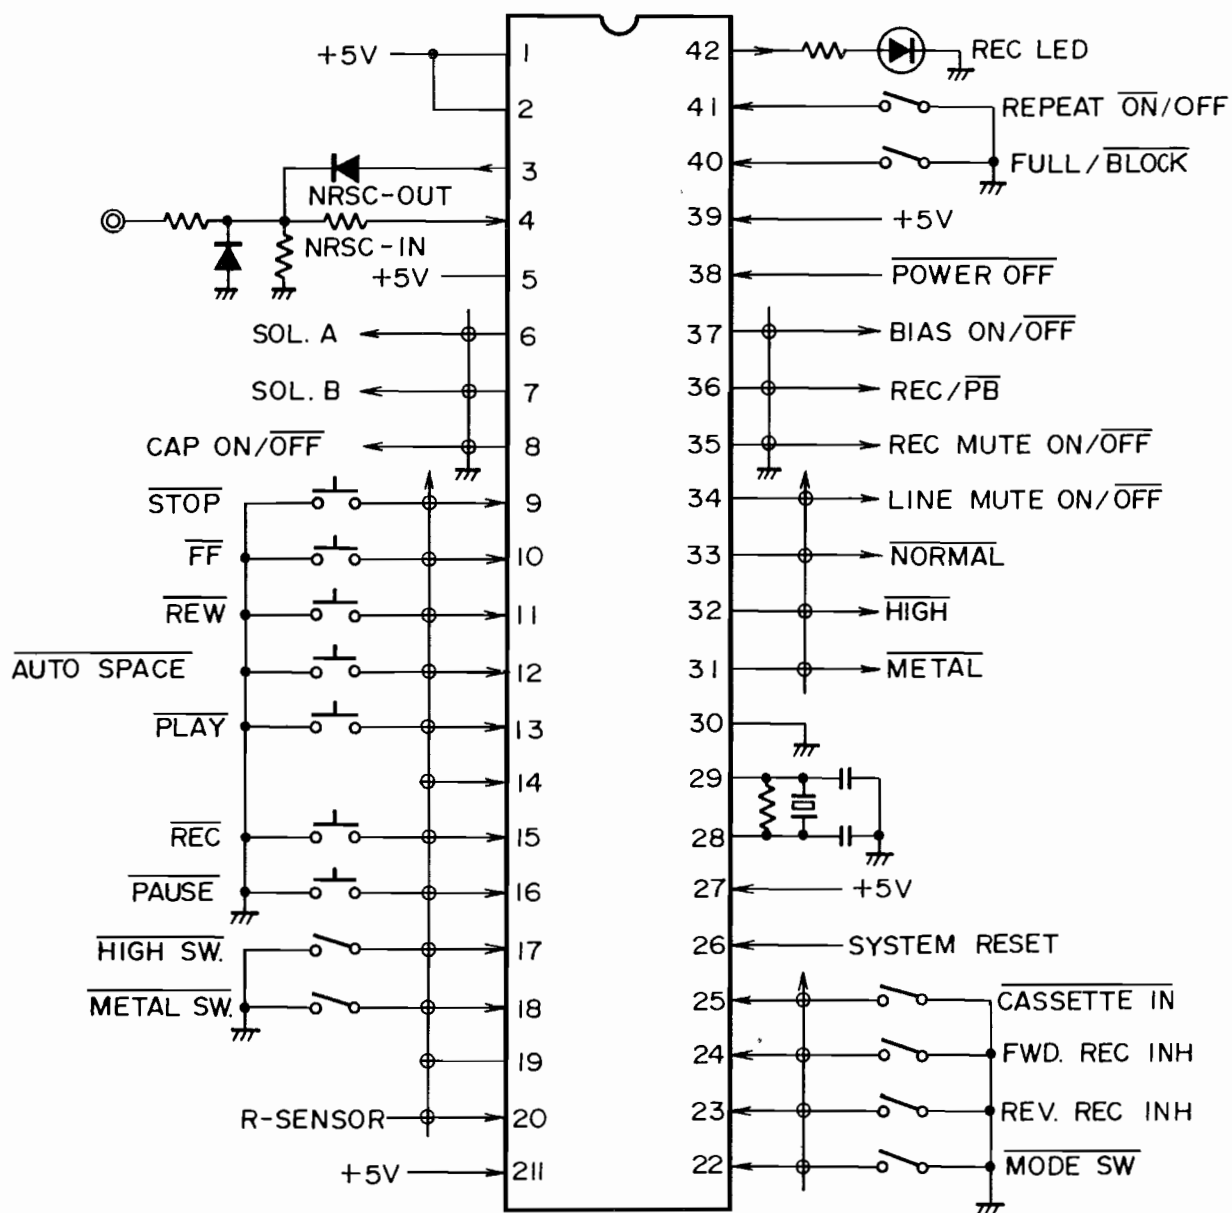 +5V 1
2
3
NRSC-OUT
4
NRSC-IN
+5V 5
SOL. A 6
SOL. B 7
CAP ON/OFF 8
STOP 9
FF 10
REW 11
AUTO SPACE 12
PLAY 13
14
REC 15
PAUSE 16
HIGH SW. 17
METAL SW. 18
19
R-SENSOR 20
+5V 211
42 REC LED
41 REPEAT ON/OFF
40 FULL/BLOCK
39 +5V
38 POWER OFF
37 BIAS ON/OFF
36 REC/PB
35 REC MUTE ON/OFF
34 LINE MUTE ON/OFF
33 NORMAL
32 HIGH
31 METAL
30
29
28
27 +5V
26 SYSTEM RESET
25 CASSETTE IN
24 FWD. REC INH
23 REV. REC INH
22 MODE SW